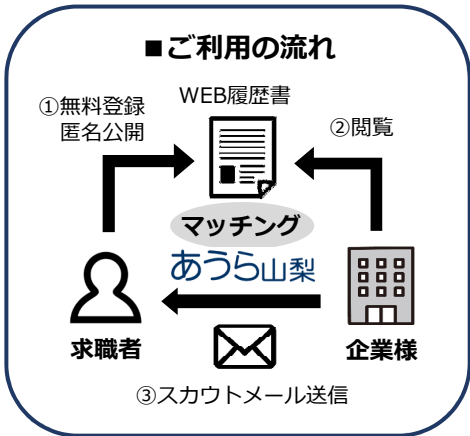 ■ご利用の流れ
WEB履歴書
①無料登録
匿名公開
②閲覧
マッチング
あうら山梨
求職者
企業様
③スカウトメール送信